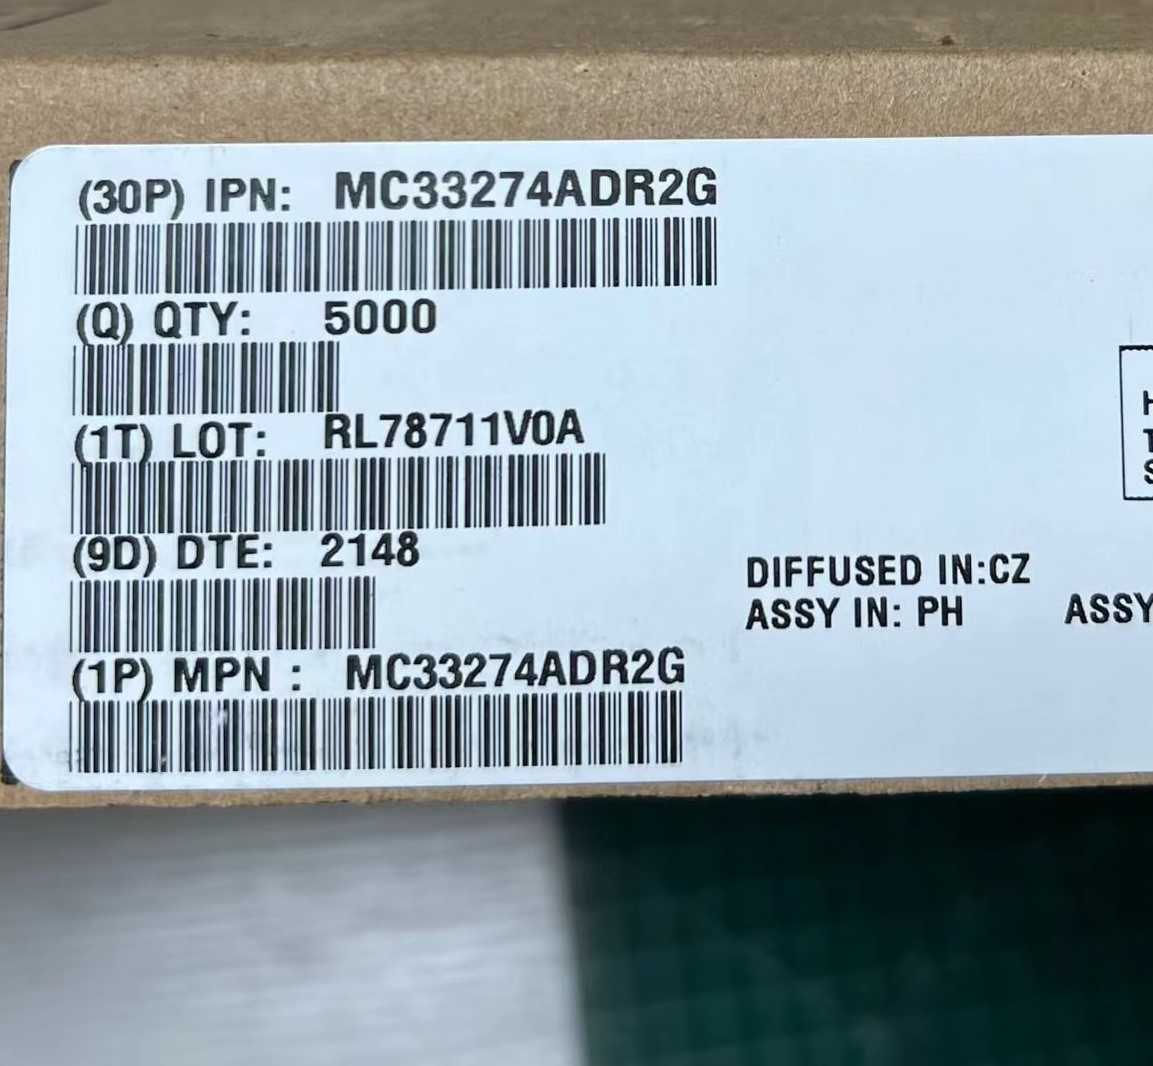 (30P) IPN: MC33274ADR2G
(Q) QTY: 5000
(1T) LOT: RL78711V0A
(9D) DTE: 2148
DIFFUSED IN:CZ
ASSY IN: PH ASSY
(1P) MPN : MC33274ADR2G